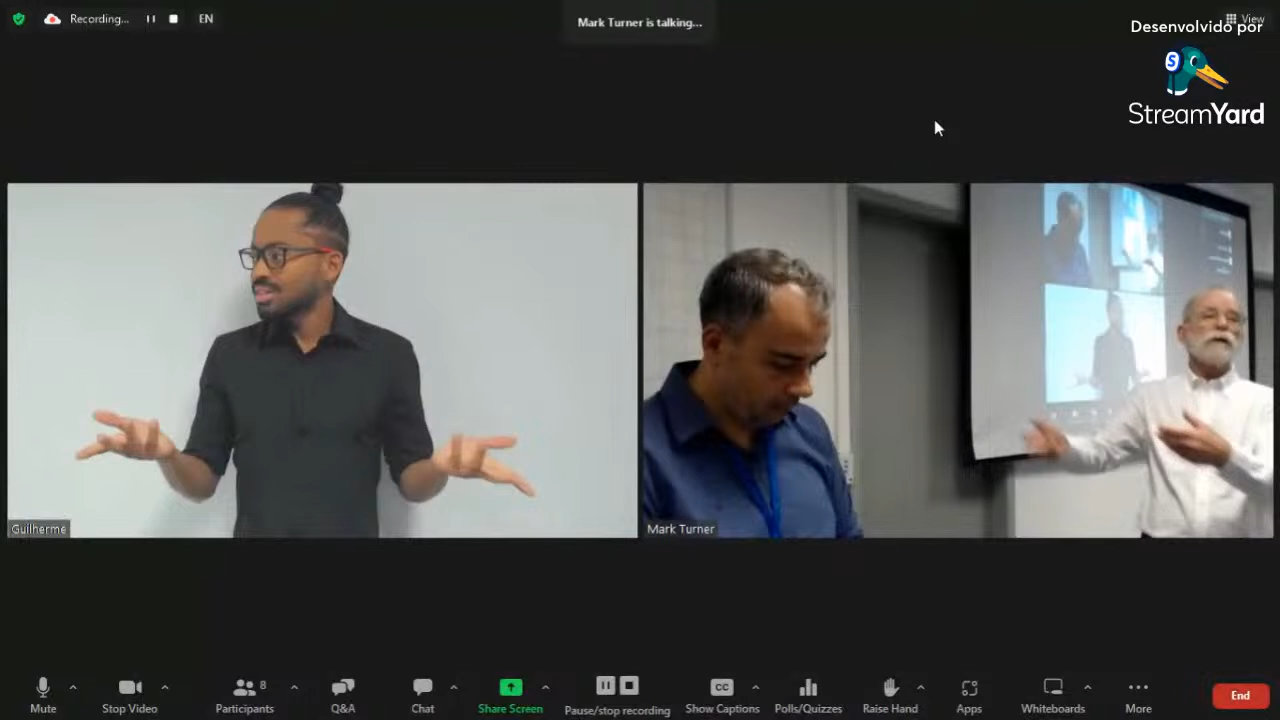 Recording...
EN
Mark Turner is talking...
View
Desenvolvido por
S
StreamYard
Guilherme
Mark Turner
Mute
Stop Video
8
Participants
Q&A
Chat
Share Screen
Pause/stop recording
CC
Show Captions
Polls/Quizzes
Raise Hand
Apps
Whiteboards
More
End